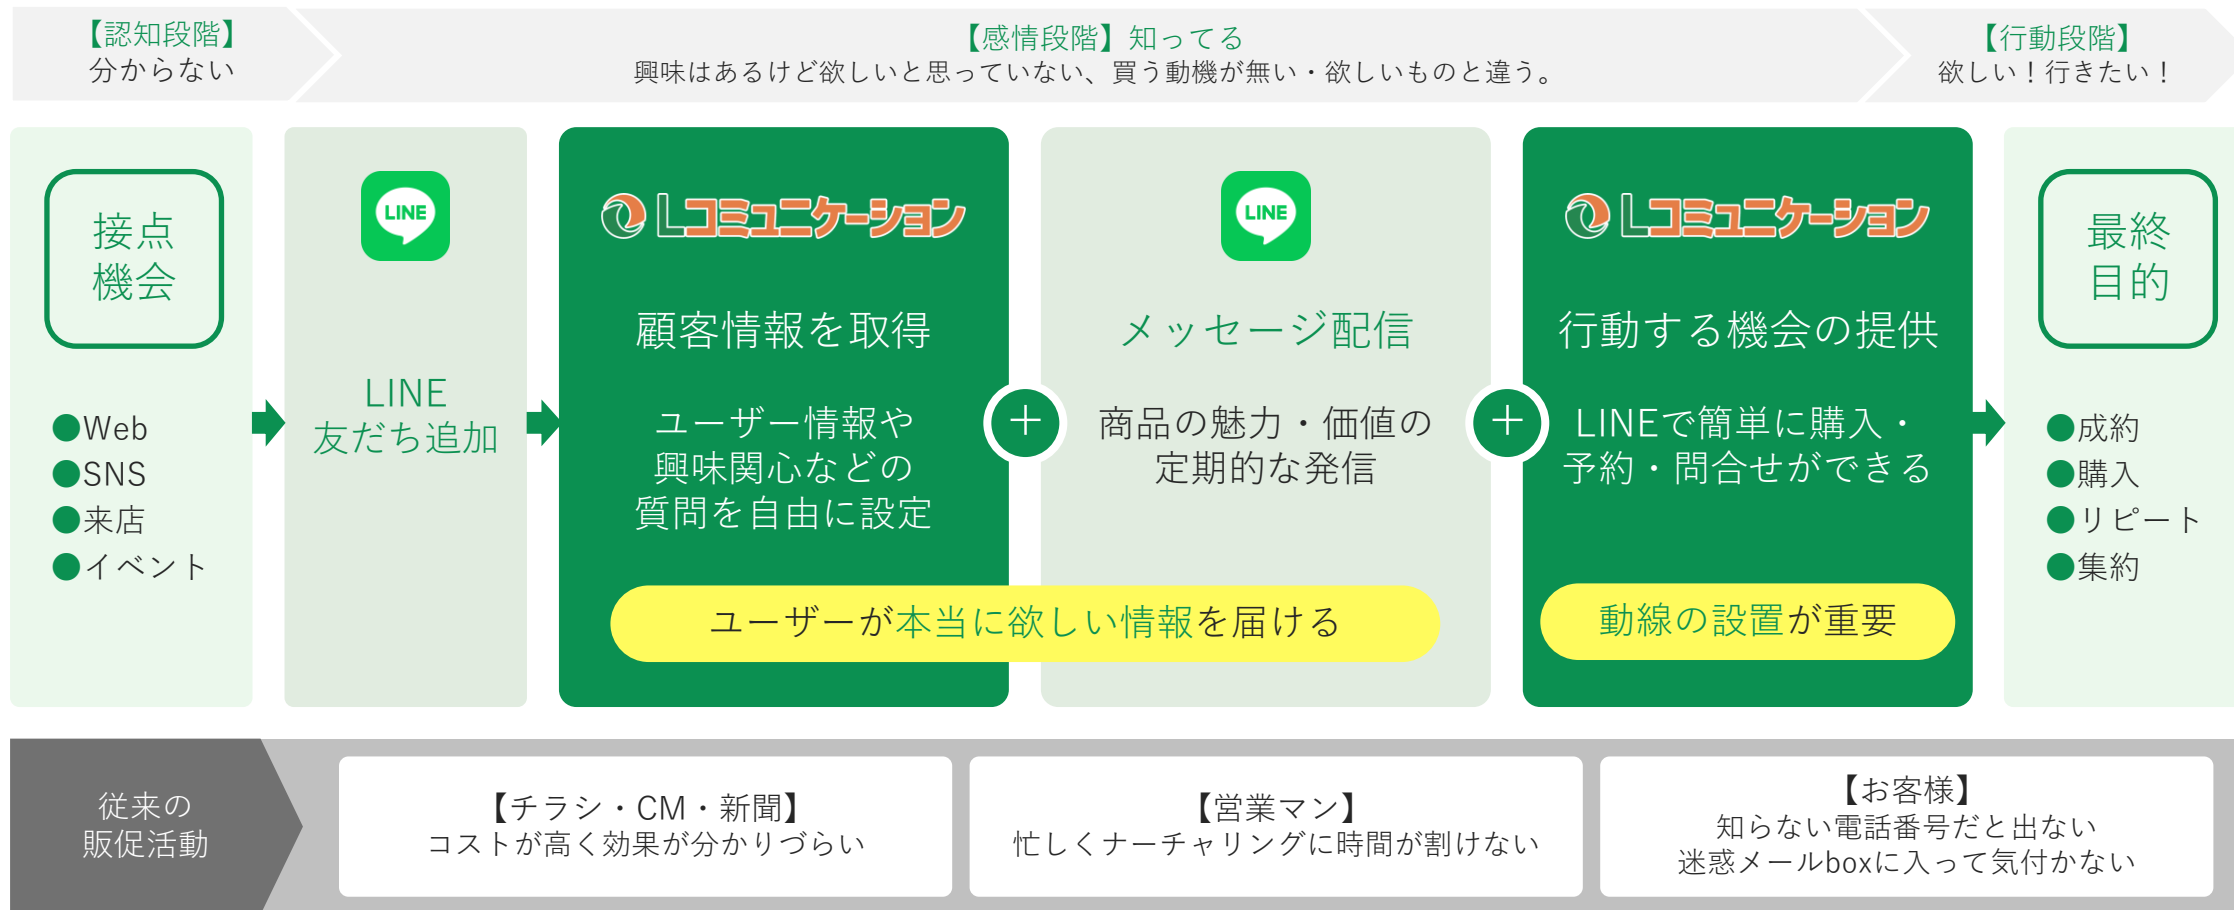 【認知段階】
分からない
【感情段階】知ってる
興味はあるけど欲しいと思っていない、買う動機が無い・欲しいものと違う。
【行動段階】
欲しい！行きたい！
接点
機会
●Web
●SNS
●来店
●イベント
LINE
LINE
友だち追加
Lコミュニケーション
顧客情報を取得
ユーザー情報や
興味関心などの
質問を自由に設定
＋
LINE
メッセージ配信
商品の魅力・価値の
定期的な発信
ユーザーが本当に欲しい情報を届ける
＋
Lコミュニケーション
行動する機会の提供
LINEで簡単に購入・
予約・問合せができる
動線の設置が重要
最終
目的
●成約
●購入
●リピート
●集約
従来の
販促活動
【チラシ・CM・新聞】
コストが高く効果が分かりづらい
【営業マン】
忙しくナーチャリングに時間が割けない
【お客様】
知らない電話番号だと出ない
迷惑メールboxに入って気付かない